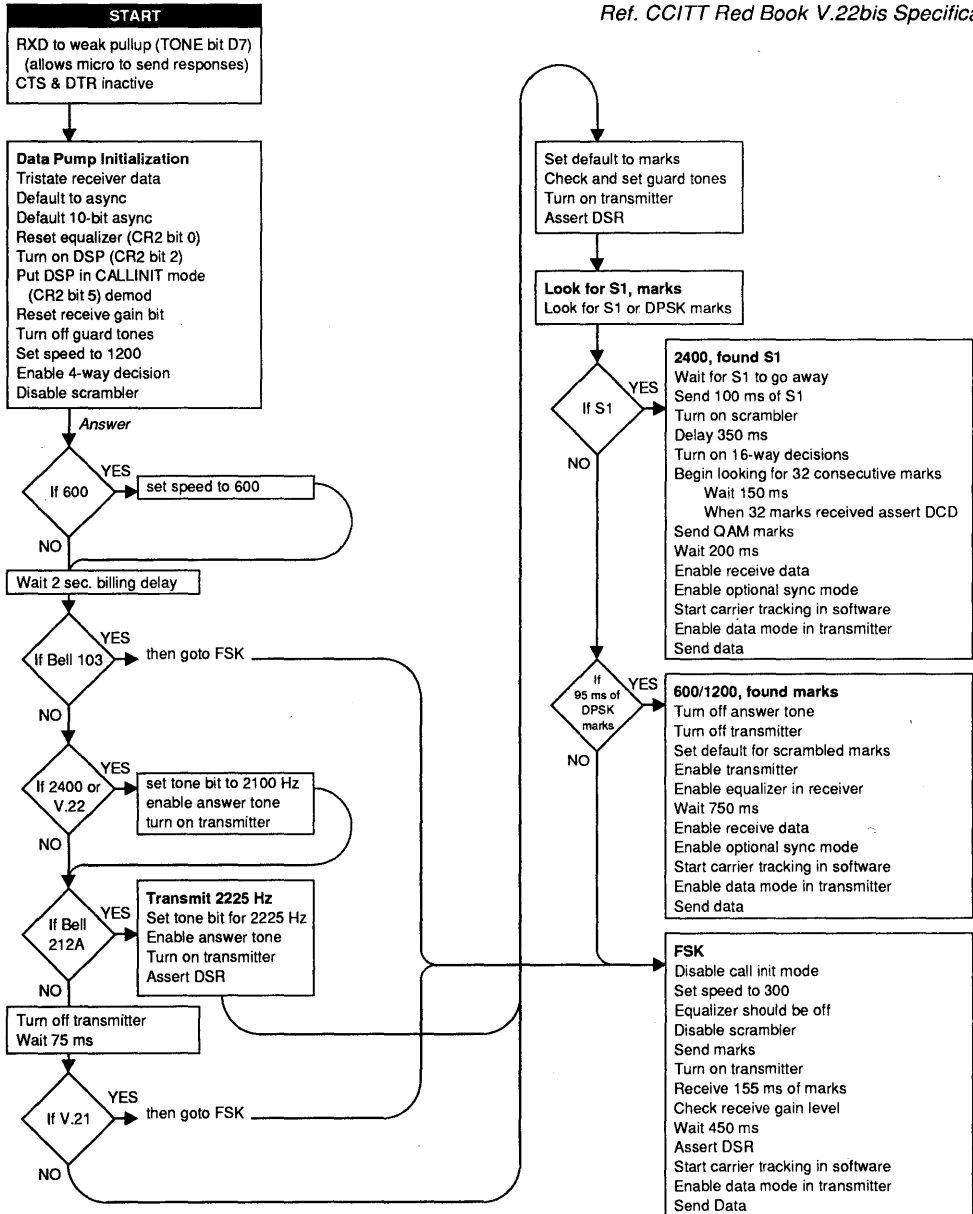 Ref. CCITT Red Book V.22bis Specifica
START
RXD to weak pullup (TONE bit D7)
(allows micro to send responses)
CTS & DTR inactive
Data Pump Initialization
Tristate receiver data
Default to async
Default 10-bit async
Reset equalizer (CR2 bit 0)
Turn on DSP (CR2 bit 2)
Put DSP in CALLINIT mode
(CR2 bit 5) demod
Reset receive gain bit
Turn off guard tones
Set speed to 1200
Enable 4-way decision
Disable scrambler
Answer
If 600
YES
set speed to 600
NO
Wait 2 sec. billing delay
If Bell 103
YES
then goto FSK
NO
If 2400 or
V.22
YES
set tone bit to 2100 Hz
enable answer tone
turn on transmitter
NO
If Bell
212A
YES
Transmit 2225 Hz
Set tone bit for 2225 Hz
Enable answer tone
Turn on transmitter
Assert DSR
NO
Turn off transmitter
Wait 75 ms
If V.21
YES
then goto FSK
NO
Set default to marks
Check and set guard tones
Turn on transmitter
Assert DSR
Look for S1, marks
Look for S1 or DPSK marks
If S1
YES
NO
2400, found S1
Wait for S1 to go away
Send 100 ms of S1
Turn on scrambler
Delay 350 ms
Turn on 16-way decisions
Begin looking for 32 consecutive marks
Wait 150 ms
When 32 marks received assert DCD
Send QAM marks
Wait 200 ms
Enable receive data
Enable optional sync mode
Start carrier tracking in software
Enable data mode in transmitter
Send data
If
95 ms of
DPSK
marks
YES
NO
600/1200, found marks
Turn off answer tone
Turn off transmitter
Set default for scrambled marks
Enable transmitter
Enable equalizer in receiver
Wait 750 ms
Enable receive data
Enable optional sync mode
Start carrier tracking in software
Enable data mode in transmitter
Send data
FSK
Disable call init mode
Set speed to 300
Equalizer should be off
Disable scrambler
Send marks
Turn on transmitter
Receive 155 ms of marks
Check receive gain level
Wait 450 ms
Assert DSR
Start carrier tracking in software
Enable data mode in transmitter
Send Data